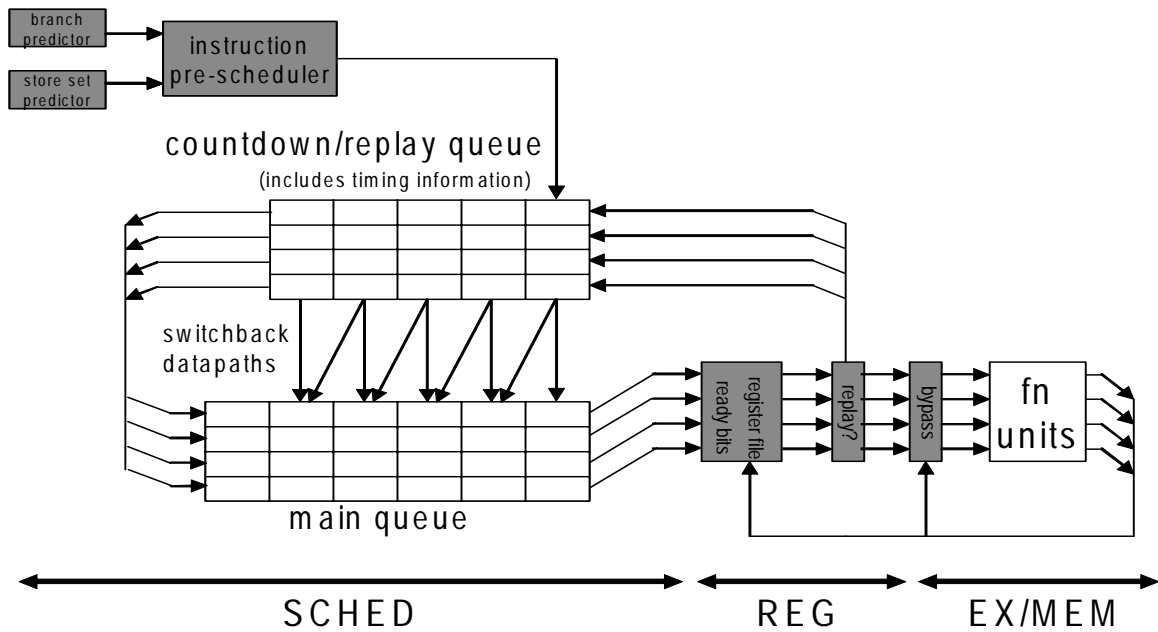 branch
predictor
instruction
pre-scheduler
store set
predictor
countdown/replay queue
(includes timing information)
switchback
datapaths
register file
ready bits
replay?
bypass
fn
units
main queue
SCHED
REG
EX/MEM